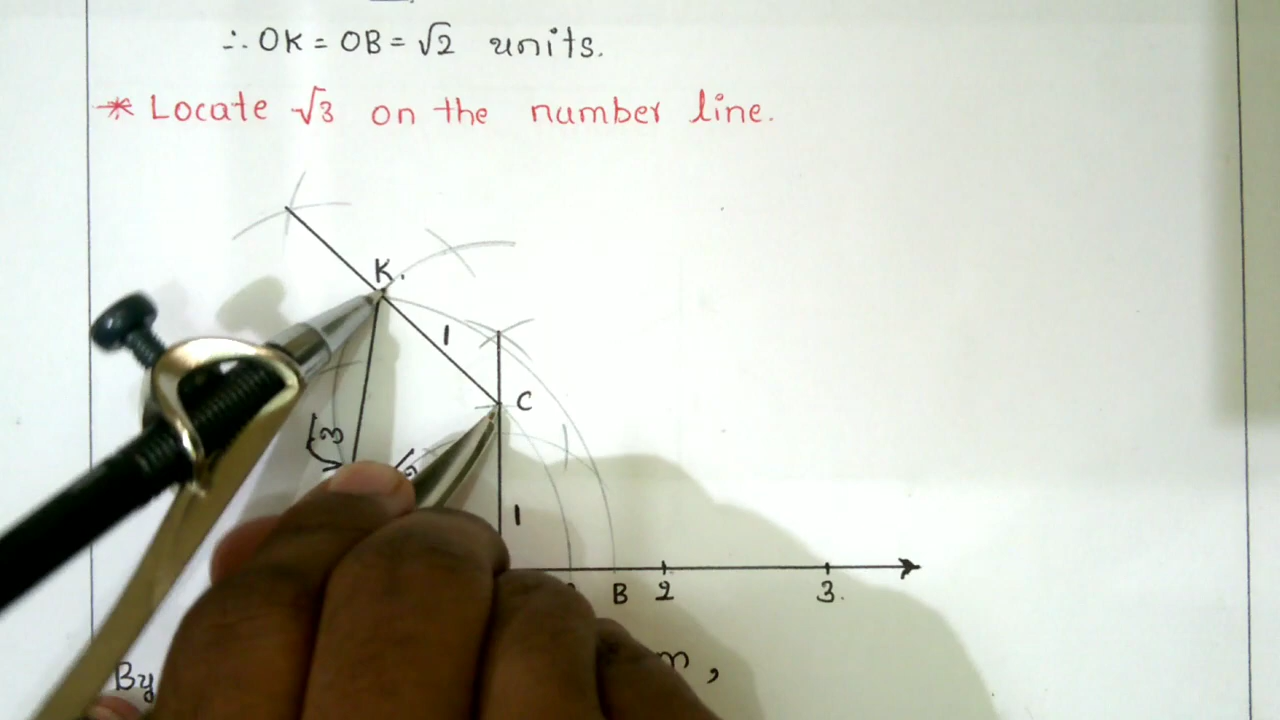 ∴ OK = OB = √2 units.
* Locate √3 on the number line.
K.
1
C
√3
1
B 2 3.
By
m,